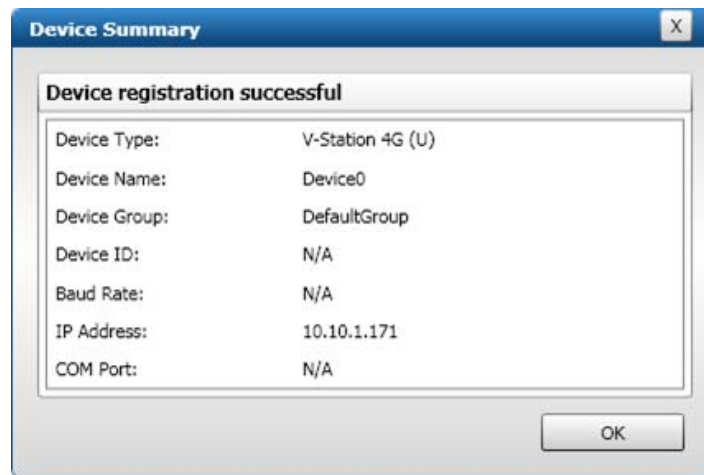 Device Summary
X
Device registration successful
Device Type: V-Station 4G (U)
Device Name: Device0
Device Group: DefaultGroup
Device ID: N/A
Baud Rate: N/A
IP Address: 10.10.1.171
COM Port: N/A
OK